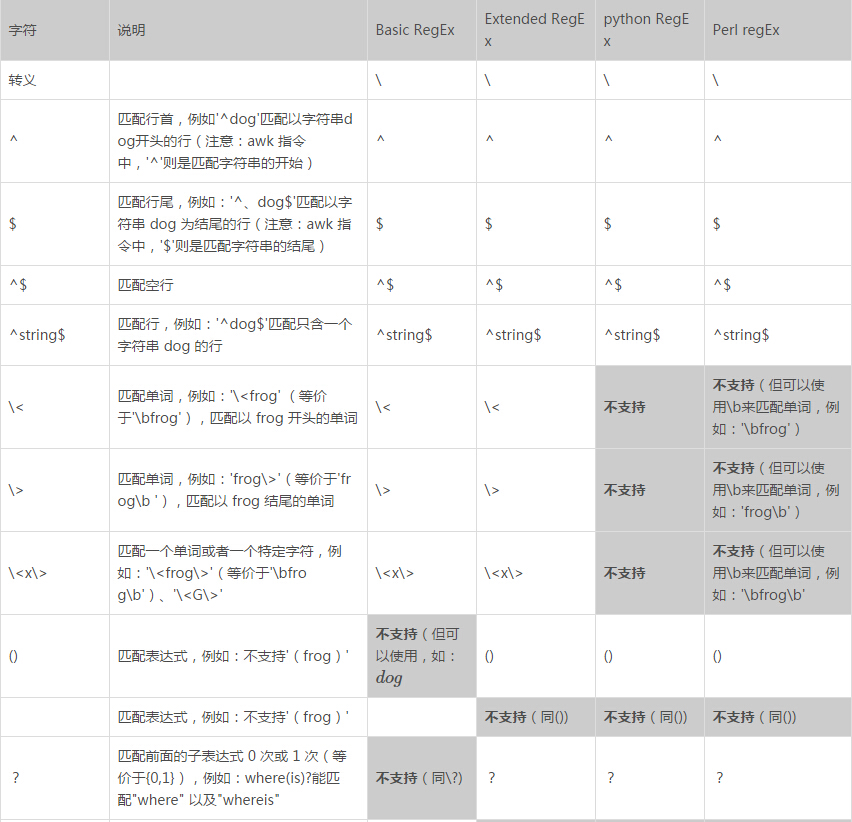 字符 说明 Basic RegEx Extended RegE python RegE Perl regEx
x x
转义 \ \ \ \
匹配行首，例如'^dog'匹配以字符串d
^ og开头的行（注意：awk 指令 ^ ^ ^ ^
中，'^'则是匹配字符串的开始）
匹配行尾，例如：'^、dog$'匹配以字
$ 符串 dog 为结尾的行（注意：awk 指 $ $ $ $
令中，'$'则是匹配字符串的结尾）
^$ 匹配空行 ^$ ^$ ^$ ^$
匹配行，例如：'^dog$'匹配只含一个
^string$ ^string$ ^string$ ^string$ ^string$
字符串 dog 的行
不支持（但可以使
匹配单词，例如：'\<frog' （等价
\< \< \< 不支持 用\b来匹配单词，例
于'\bfrog'），匹配以 frog 开头的单词
如：'\bfrog'）
不支持（但可以使
匹配单词，例如：'frog\>'（等价于'fr
\> \> \> 不支持 用\b来匹配单词，例
og\b '），匹配以 frog 结尾的单词
如：'frog\b'）
匹配一个单词或者一个特定字符，例 不支持（但可以使
\<x\> 如：'\<frog\>'（等价于'\bfro \<x\> \<x\> 不支持 用\b来匹配单词，例
g\b'）、'\<G\>' 如：'\bfrog\b'
不支持（但可
() 匹配表达式，例如：不支持'（frog）' 以使用，如： () () ()
dog
匹配表达式，例如：不支持'（frog）' 不支持（同()) 不支持（同()) 不支持（同())
匹配前面的子表达式 0 次或 1 次（等
？ 价于{0,1}），例如：where(is)?能匹 不支持（同\?) ？ ？ ？
配"where" 以及"whereis"